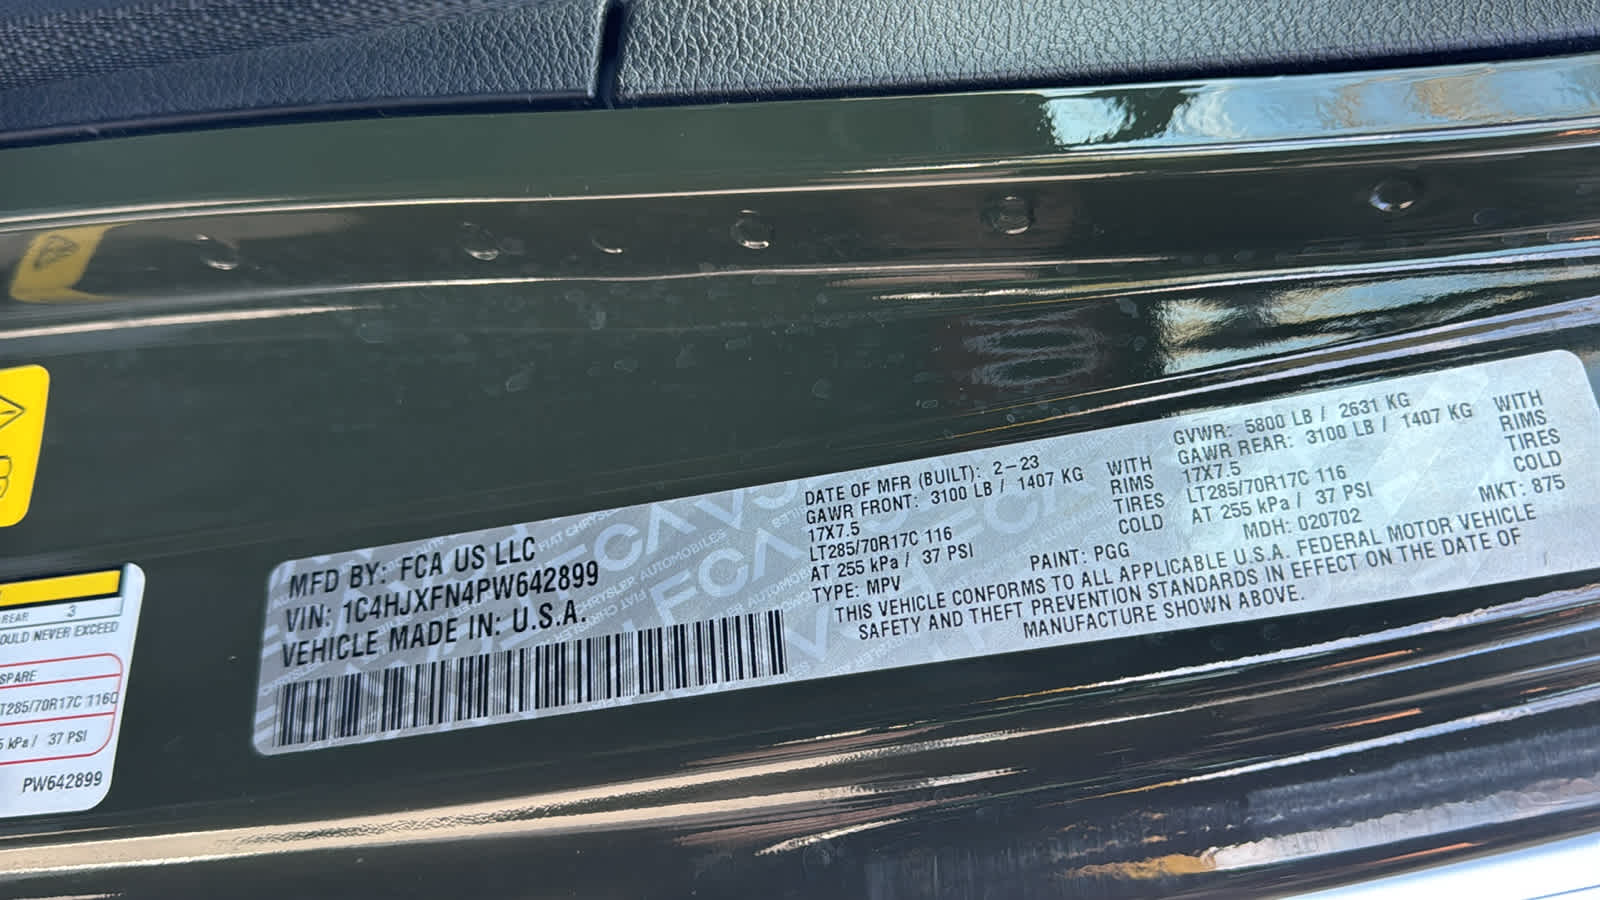 MFD BY: FCA US LLC
VIN: 1C4HJXFN4PW642899
VEHICLE MADE IN: U.S.A.
DATE OF MFR (BUILT): 2-23
GAWR FRONT: 3100 LB / 1407 KG WITH
17X7.5 RIMS
LT285/70R17C 116 TIRES
AT 255 kPa / 37 PSI COLD
TYPE: MPV PAINT: PGG
GVWR: 5800 LB / 2631 KG
GAWR REAR: 3100 LB / 1407 KG WITH
17X7.5 RIMS
LT285/70R17C 116 TIRES
AT 255 kPa / 37 PSI COLD
MDH: 020702 MKT: 875
THIS VEHICLE CONFORMS TO ALL APPLICABLE U.S.A. FEDERAL MOTOR VEHICLE
SAFETY AND THEFT PREVENTION STANDARDS IN EFFECT ON THE DATE OF
MANUFACTURE SHOWN ABOVE.
REAR 3
OULD NEVER EXCEED
SPARE
T285/70R17C 116C
5 kPa / 37 PSI
PW642899